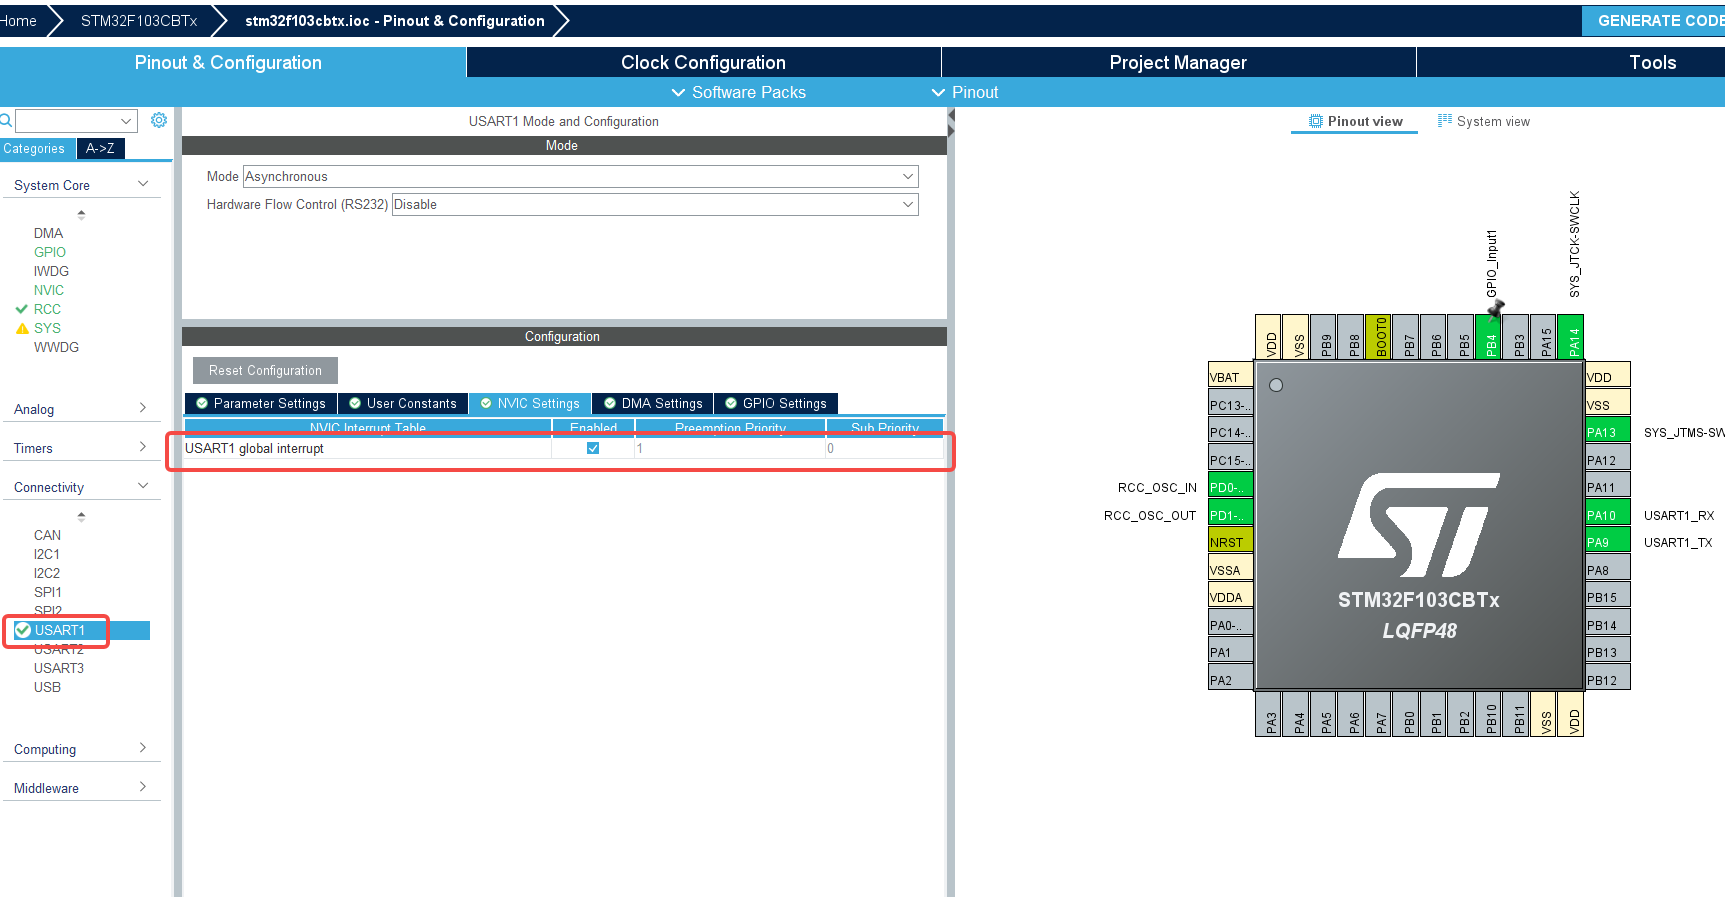 Home STM32F103CBTx stm32f103cbtx.ioc - Pinout & Configuration GENERATE CODE
Pinout & Configuration Clock Configuration Project Manager Tools
Software Packs Pinout
Categories A->Z
System Core
DMA
GPIO
IWDG
NVIC
RCC
SYS
WWDG
Analog
Timers
Connectivity
CAN
I2C1
I2C2
SPI1
SPI2
USART1
USART2
USART3
USB
Computing
Middleware
USART1 Mode and Configuration
Mode
Mode Asynchronous
Hardware Flow Control (RS232) Disable
Configuration
Reset Configuration
Parameter Settings User Constants NVIC Settings DMA Settings GPIO Settings
NVIC Interrupt Table Enabled Preemption Priority Sub Priority
USART1 global interrupt 1 0
Pinout view System view
GPIO_Input1
SYS_JTCK-SWCLK
VDD
VSS
PB9
PB8
BOOT0
PB7
PB6
PB5
PB4
PB3
PA15
PA14
VBAT
PC13-..
PC14-..
PC15-..
RCC_OSC_IN PD0-..
RCC_OSC_OUT PD1-..
NRST
VSSA
VDDA
PA0-..
PA1
PA2
STM32F103CBTx
LQFP48
VDD
VSS
PA13 SYS_JTMS-SW
PA12
PA11
PA10 USART1_RX
PA9 USART1_TX
PA8
PB15
PB14
PB13
PB12
PA3
PA4
PA5
PA6
PA7
PB0
PB1
PB2
PB10
PB11
VSS
VDD